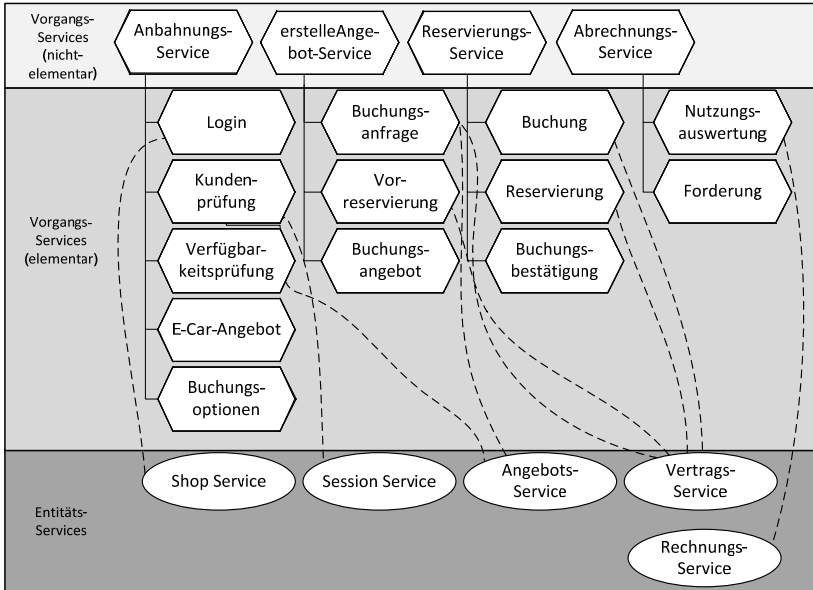 Vorgangs-
Services
(nicht-
elementar)
Anbahnungs-
Service
erstelleAnge-
bot-Service
Reservierungs-
Service
Abrechnungs-
Service
Vorgangs-
Services
(elementar)
Login
Kunden-
prüfung
Verfügbar-
keitsprüfung
E-Car-Angebot
Buchungs-
optionen
Buchungs-
anfrage
Vor-
reservierung
Buchungs-
angebot
Buchung
Reservierung
Buchungs-
bestätigung
Nutzungs-
auswertung
Forderung
Entitäts-
Services
Shop Service
Session Service
Angebots-
Service
Vertrags-
Service
Rechnungs-
Service